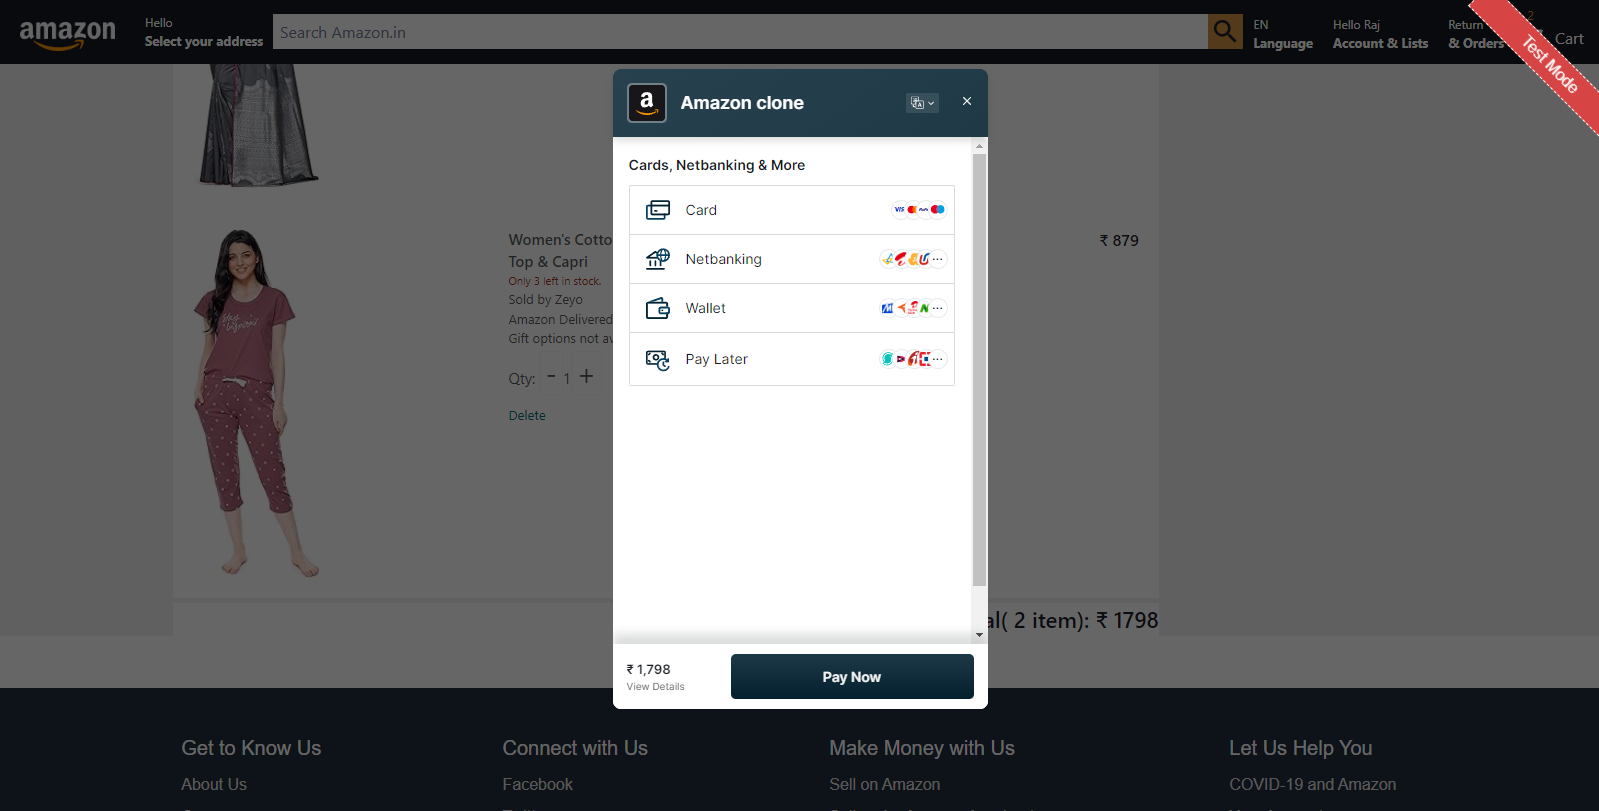 amazon
Hello
Select your address
Search Amazon.in
EN
Language
Hello Raj
Account & Lists
Return
& Orders
2
Cart
Test Mode
a
Amazon clone
Cards, Netbanking & More
Card
VISA
Netbanking
Wallet
Pay Later
Women's Cotto
Top & Capri
Only 3 left in stock.
Sold by Zeyo
Amazon Delivered
Gift options not av
Qty: - 1 +
Delete
₹ 879
al( 2 item): ₹ 1798
₹ 1,798
View Details
Pay Now
Get to Know Us
About Us
Connect with Us
Facebook
Make Money with Us
Sell on Amazon
Let Us Help You
COVID-19 and Amazon